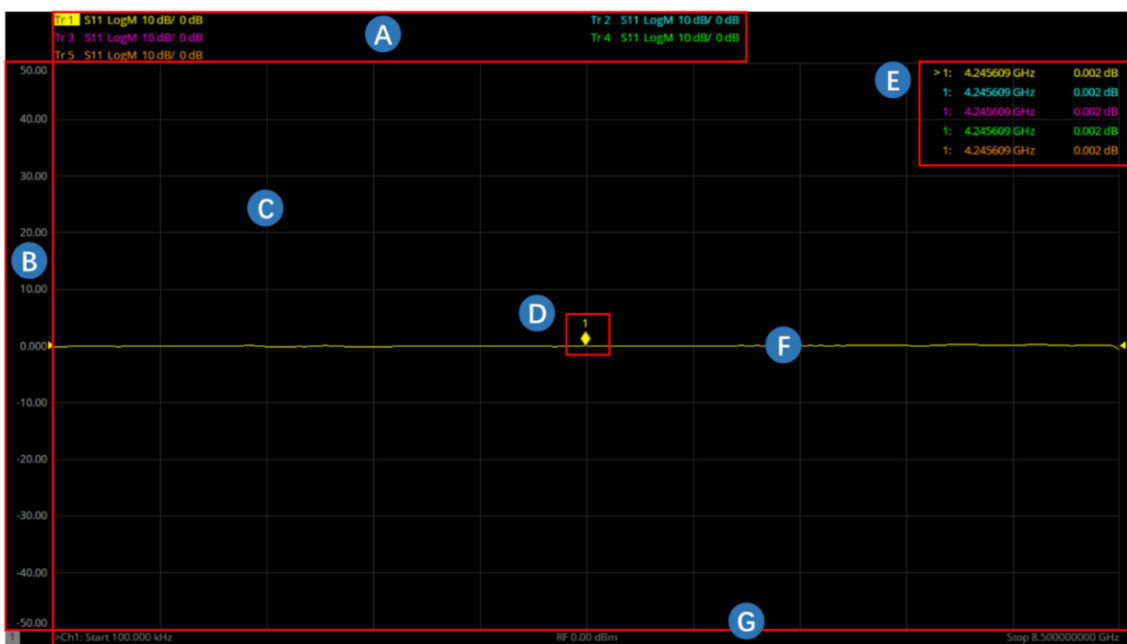 Tr 1 S11 LogM 10 dB/ 0 dB
Tr 2 S11 LogM 10 dB/ 0 dB
Tr 3 S11 LogM 10 dB/ 0 dB
Tr 4 S11 LogM 10 dB/ 0 dB
Tr 5 S11 LogM 10 dB/ 0 dB
A
E
> 1: 4.245609 GHz 0.002 dB
1: 4.245609 GHz 0.002 dB
1: 4.245609 GHz 0.002 dB
1: 4.245609 GHz 0.002 dB
1: 4.245609 GHz 0.002 dB
50.00
40.00
30.00
C
20.00
B
10.00
D
1
0.000
F
-10.00
-20.00
-30.00
-40.00
-50.00
G
1 >Ch1: Start 100.000 kHz RF 0.00 dBm Stop 8.500000000 GHz